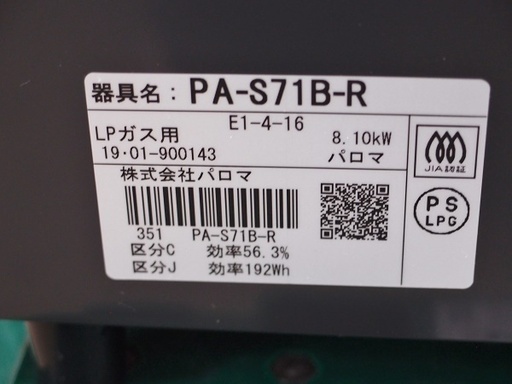 器具名：PA-S71B-R
E1-4-16
LPガス用 8.10kW
19・01-900143 パロマ
株式会社パロマ
351 PA-S71B-R
区分C 効率56.3%
区分J 効率192Wh
JIA認証
PS
LPG